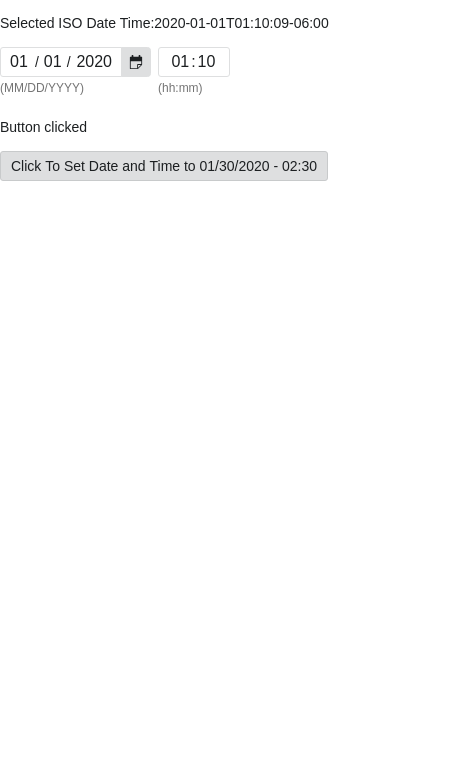 Selected ISO Date Time:2020-01-01T01:10:09-06:00
01 / 01 / 2020 01:10
(MM/DD/YYYY) (hh:mm)
Button clicked
Click To Set Date and Time to 01/30/2020 - 02:30